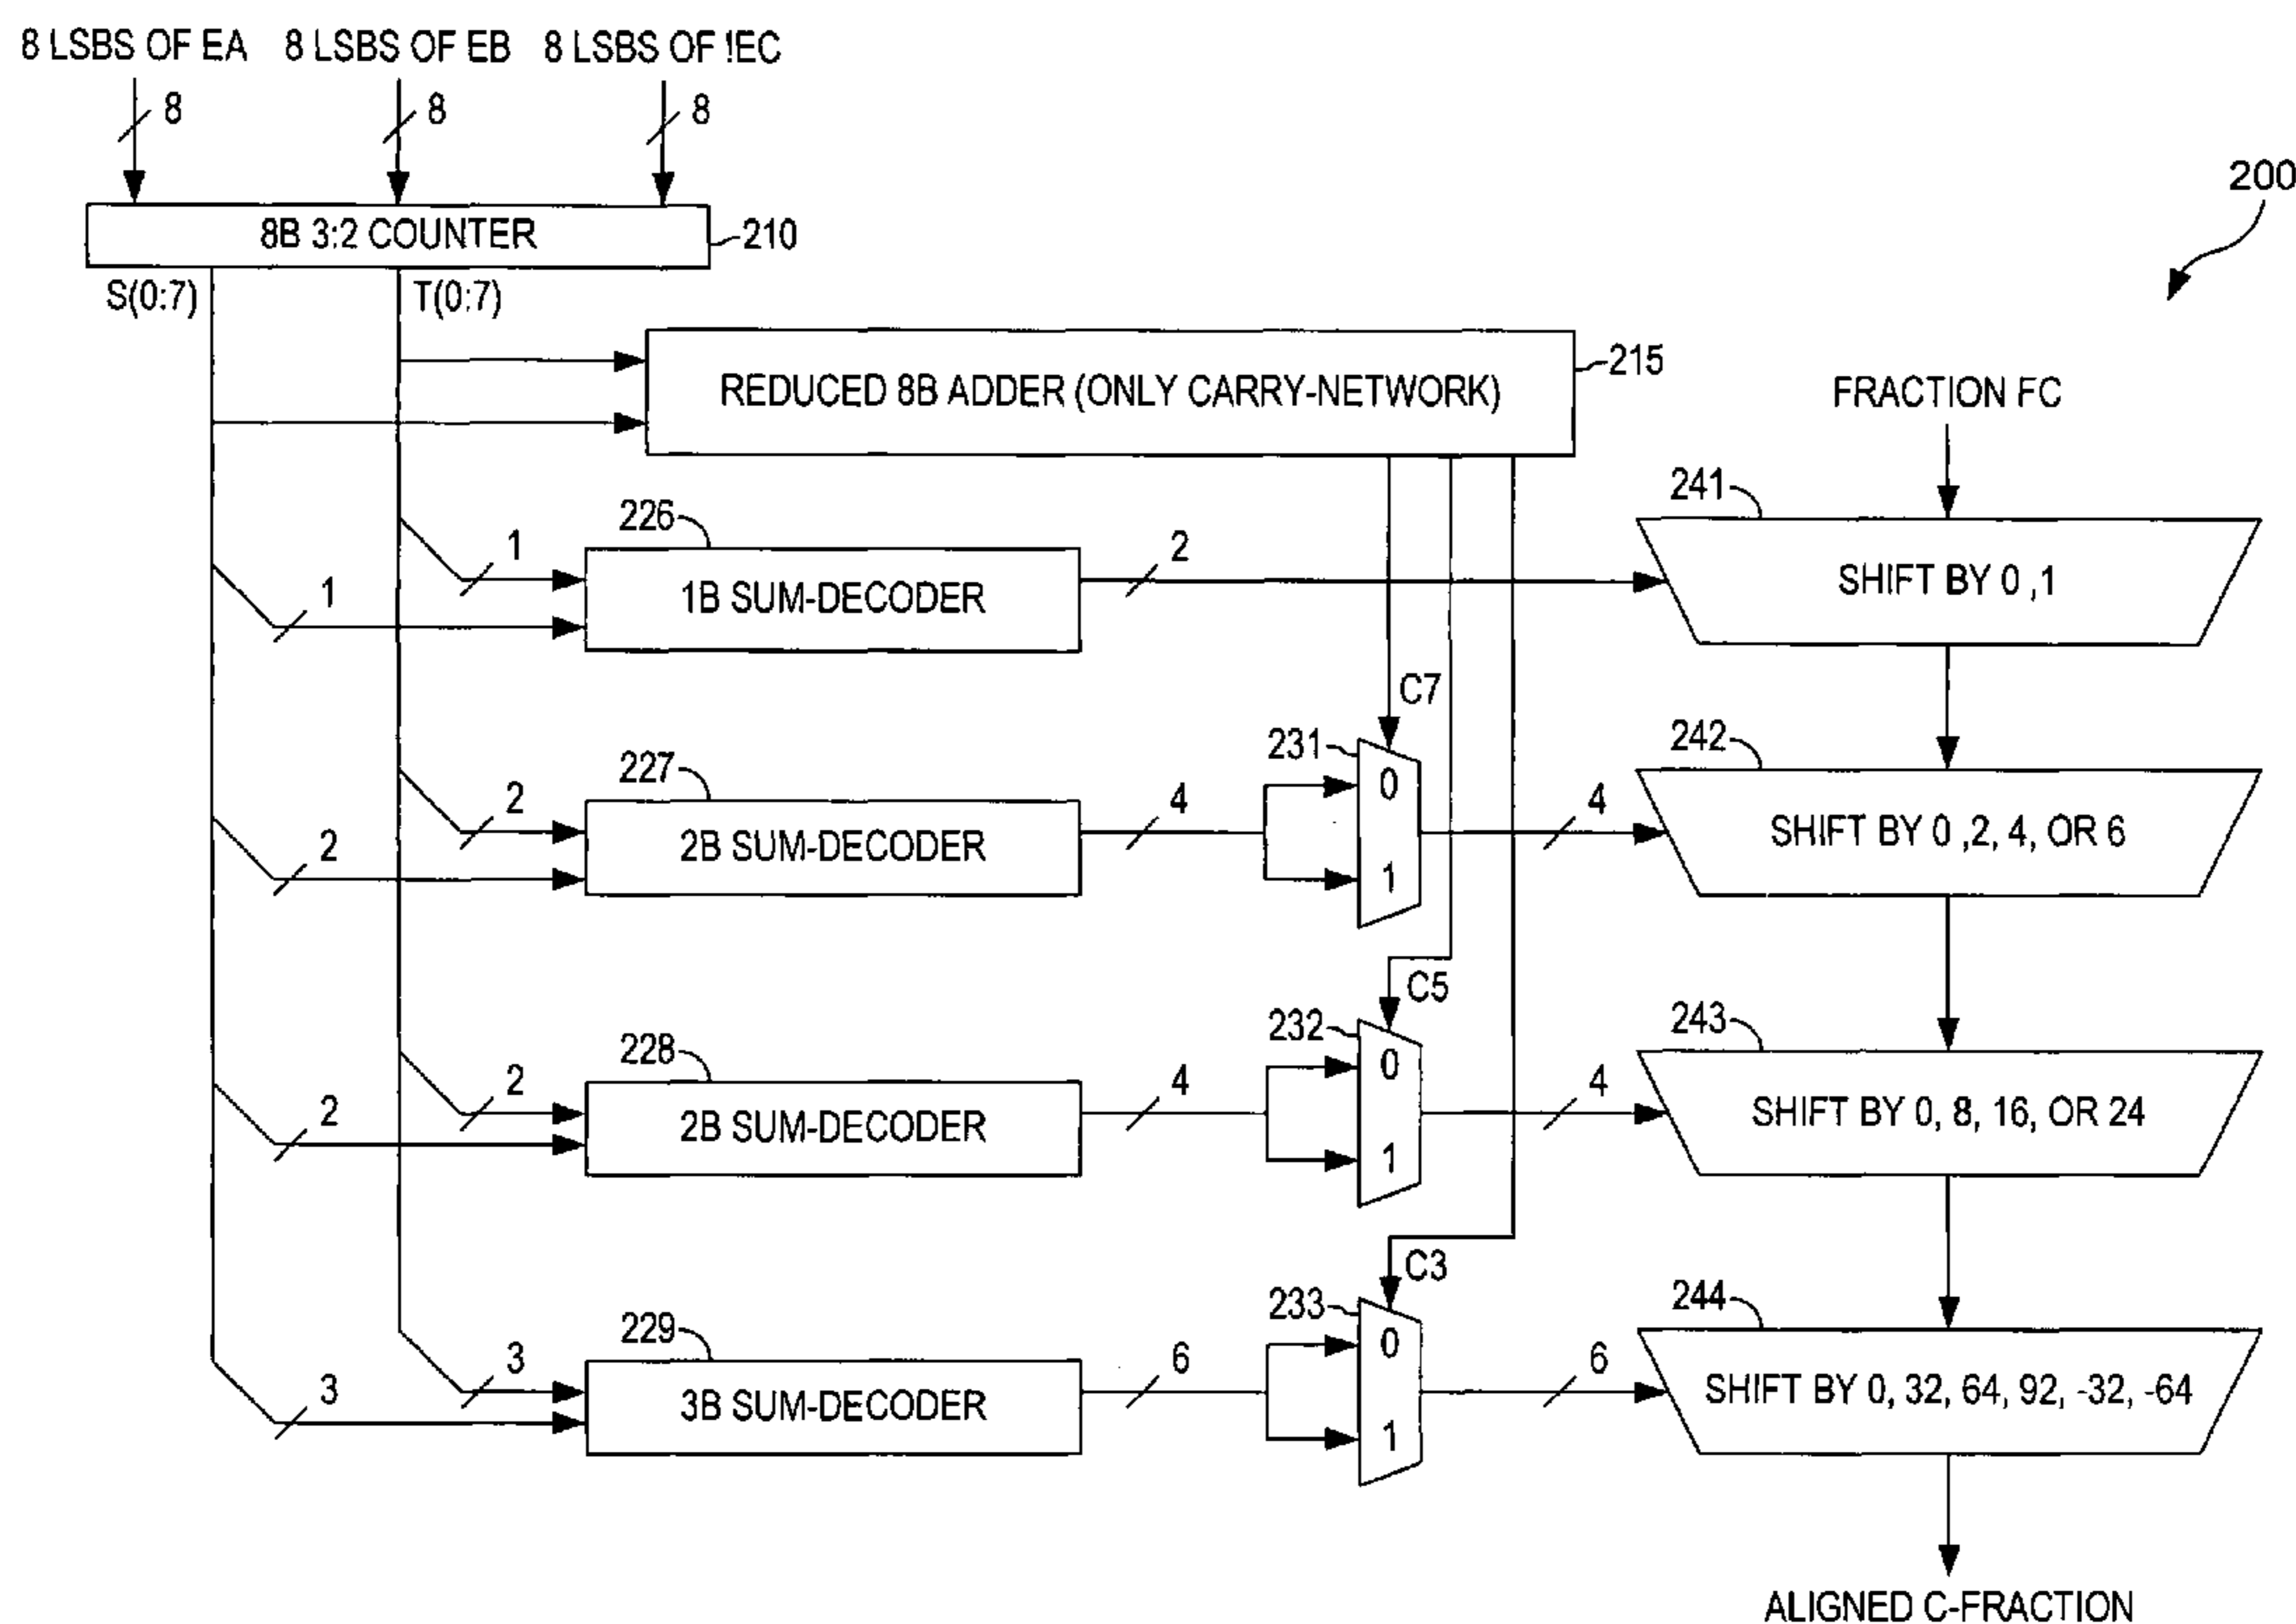 8 LSBS OF EA 8 LSBS OF EB 8 LSBS OF !EC
8 8 8
200
8B 3:2 COUNTER 210
S(0:7) T(0:7)
REDUCED 8B ADDER (ONLY CARRY-NETWORK) 215
FRACTION FC
226 241
1 2
1B SUM-DECODER SHIFT BY 0 ,1
1
C7
227 231 242
2 4 0 4
2B SUM-DECODER SHIFT BY 0 ,2, 4, OR 6
2 1
C5
228 232 243
2 4 0 4
2B SUM-DECODER SHIFT BY 0, 8, 16, OR 24
2 1
C3
229 233 244
3 6 0 6
3B SUM-DECODER SHIFT BY 0, 32, 64, 92, -32, -64
3 1
ALIGNED C-FRACTION